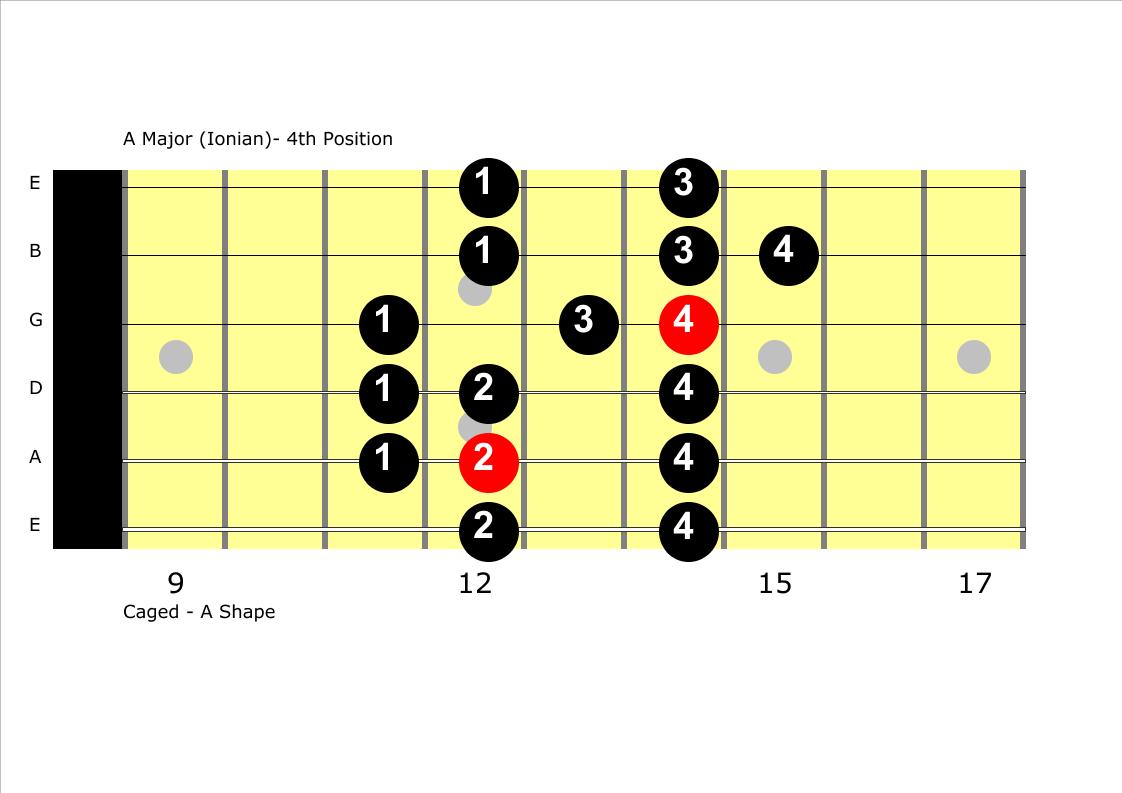 A Major (Ionian)- 4th Position
E 1 3
B 1 3 4
G 1 3 4
D 1 2 4
A 1 2 4
E 2 4
9 12 15 17
Caged - A Shape